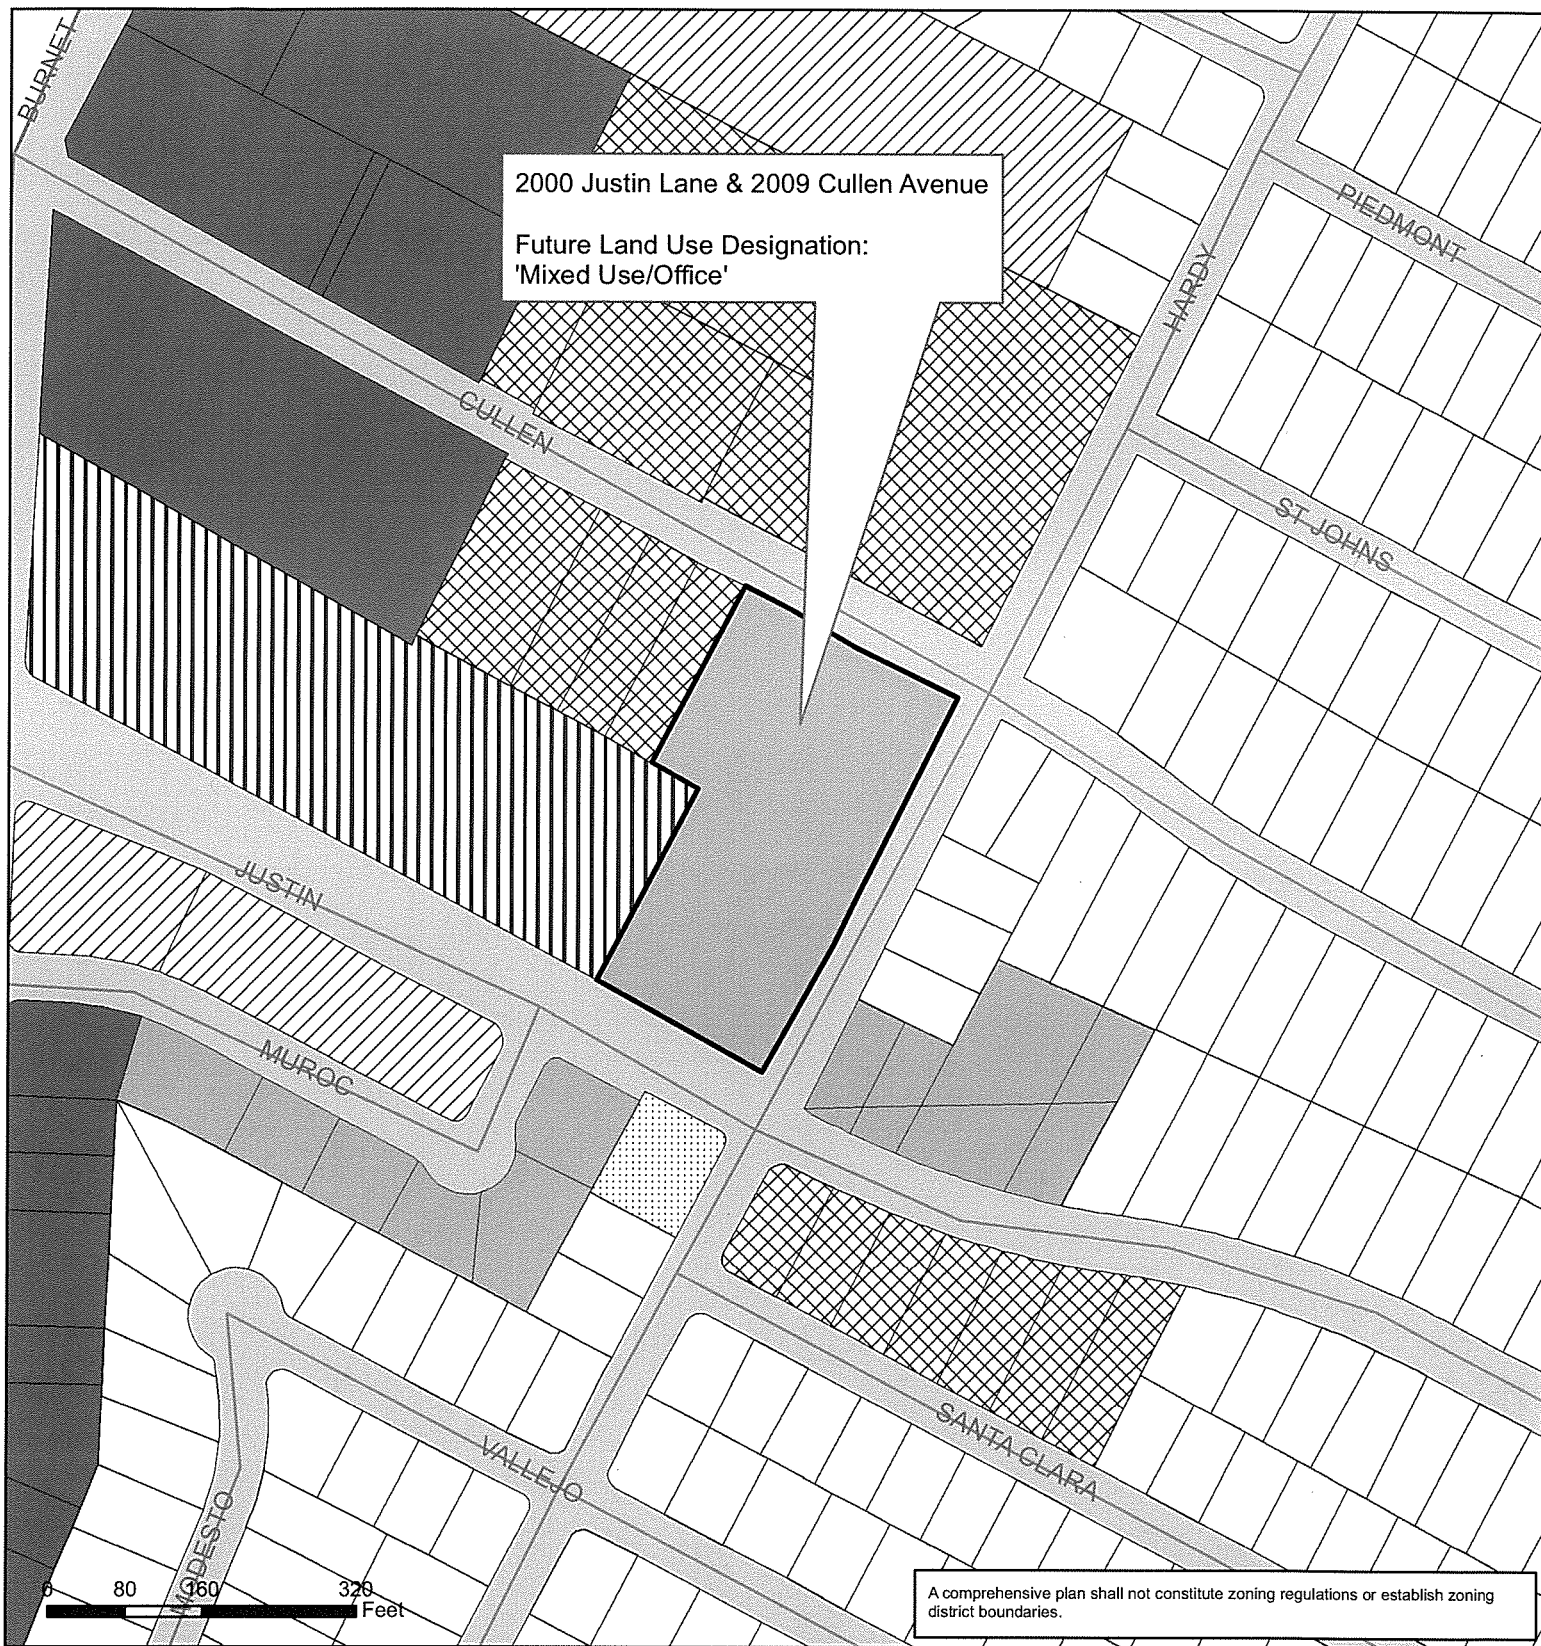 BURNET
2000 Justin Lane & 2009 Cullen Avenue
Future Land Use Designation:
'Mixed Use/Office'
PIEDMONT
HARDY
CULLEN
ST JOHNS
JUSTIN
MUROC
SANTA CLARA
VALLEJO
MODESTO
0 80 160 320
Feet
A comprehensive plan shall not constitute zoning regulations or establish zoning
district boundaries.